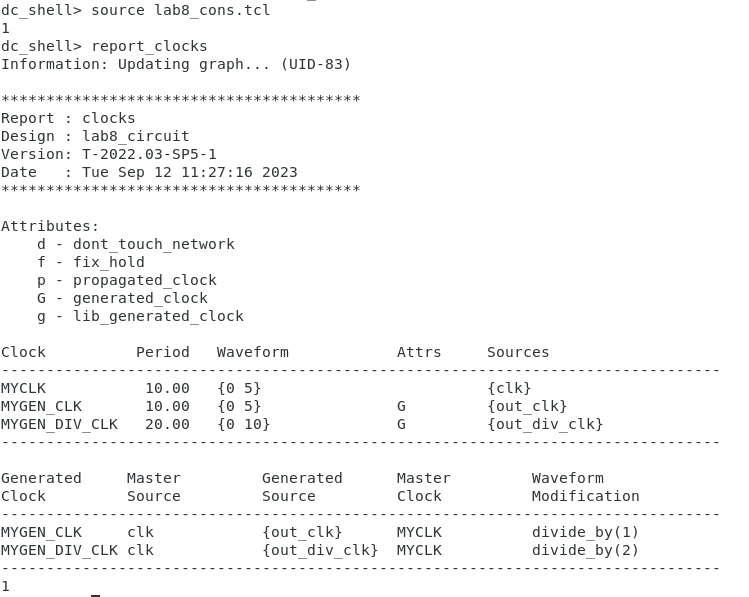 dc_shell> source lab8_cons.tcl
1
dc_shell> report_clocks
Information: Updating graph... (UID-83)
****************************************
Report : clocks
Design : lab8_circuit
Version: T-2022.03-SP5-1
Date   : Tue Sep 12 11:27:16 2023
****************************************
Attributes:
    d - dont_touch_network
    f - fix_hold
    p - propagated_clock
    G - generated_clock
    g - lib_generated_clock
Clock          Period   Waveform            Attrs     Sources
--------------------------------------------------------------------------------
MYCLK           10.00   {0 5}                         {clk}
MYGEN_CLK       10.00   {0 5}               G         {out_clk}
MYGEN_DIV_CLK   20.00   {0 10}              G         {out_div_clk}
--------------------------------------------------------------------------------
Generated     Master         Generated      Master         Waveform
Clock         Source         Source         Clock          Modification
--------------------------------------------------------------------------------
MYGEN_CLK     clk            {out_clk}      MYCLK          divide_by(1)
MYGEN_DIV_CLK clk            {out_div_clk}  MYCLK          divide_by(2)
--------------------------------------------------------------------------------
1